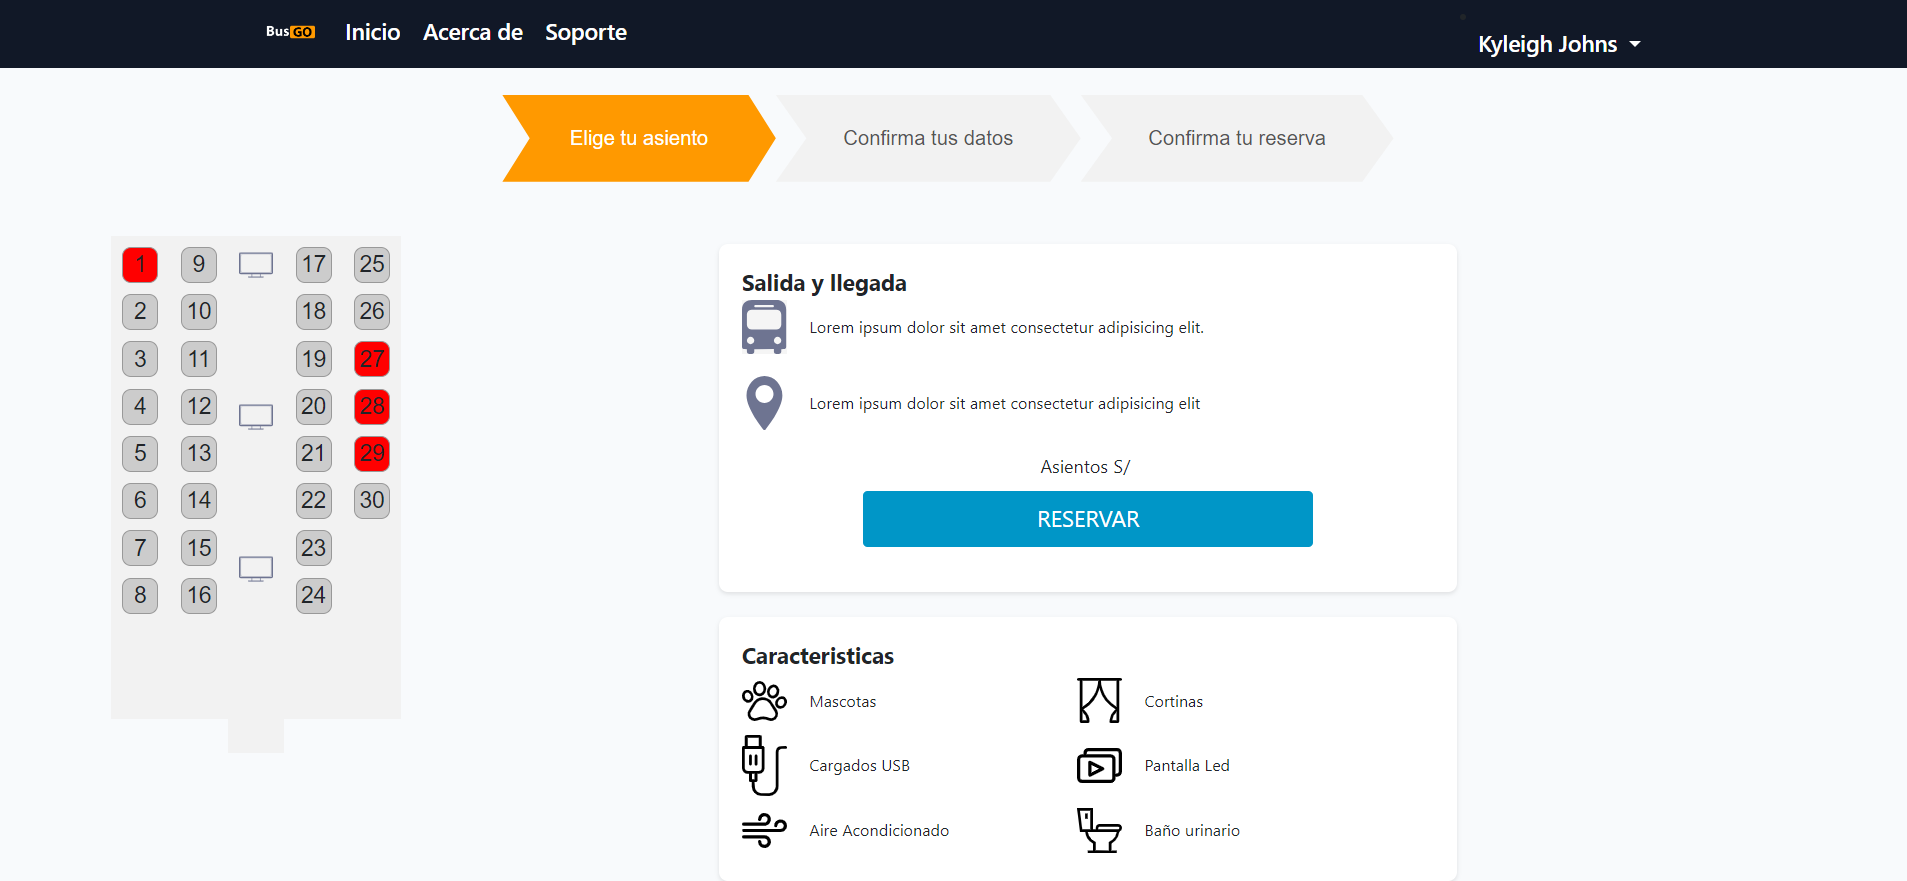 BusGO Inicio Acerca de Soporte
Kyleigh Johns
Elige tu asiento Confirma tus datos Confirma tu reserva
1 9 17 25
2 10 18 26
3 11 19 27
4 12 20 28
5 13 21 29
6 14 22 30
7 15 23
8 16 24
Salida y llegada
Lorem ipsum dolor sit amet consectetur adipisicing elit.
Lorem ipsum dolor sit amet consectetur adipisicing elit
Asientos S/
RESERVAR
Caracteristicas
Mascotas Cortinas
Cargados USB Pantalla Led
Aire Acondicionado Baño urinario